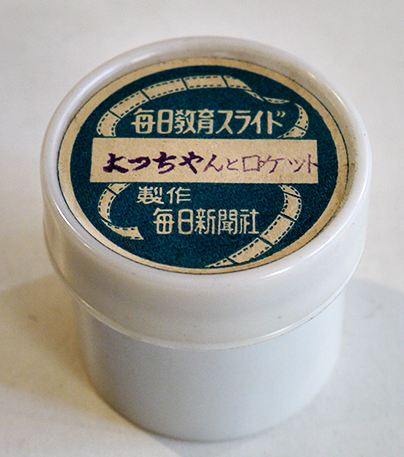 毎日教育スライド
よっちやんとロケット
製作
毎日新聞社